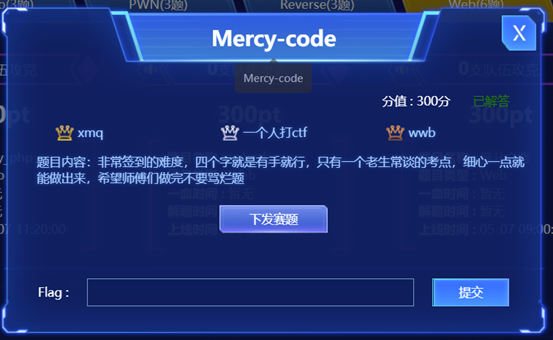 PWN(3题)
Reverse(3题)
Web(6题)
Mercy-code
X
Mercy-code
分值 : 300分 已解答
xmq 一个人打ctf wwb
题目内容：非常签到的难度，四个字就是有手就行，只有一个老生常谈的考点，细心一点就
能做出来，希望师傅们做完不要骂烂题
下发赛题
Flag : 提交